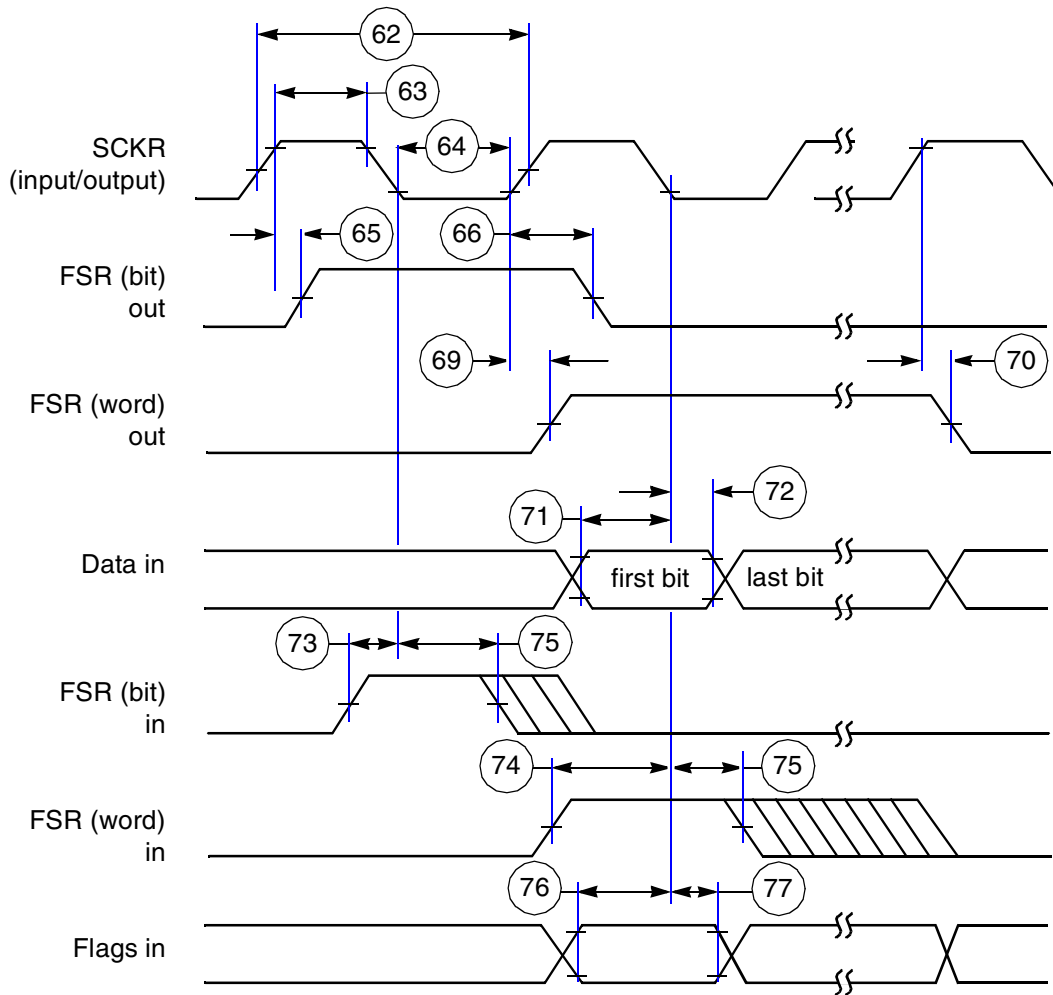 62
63
SCKR
(input/output)
64
65
66
FSR (bit)
out
69
70
FSR (word)
out
71
72
Data in
first bit
last bit
73
75
FSR (bit)
in
74
75
FSR (word)
in
76
77
Flags in